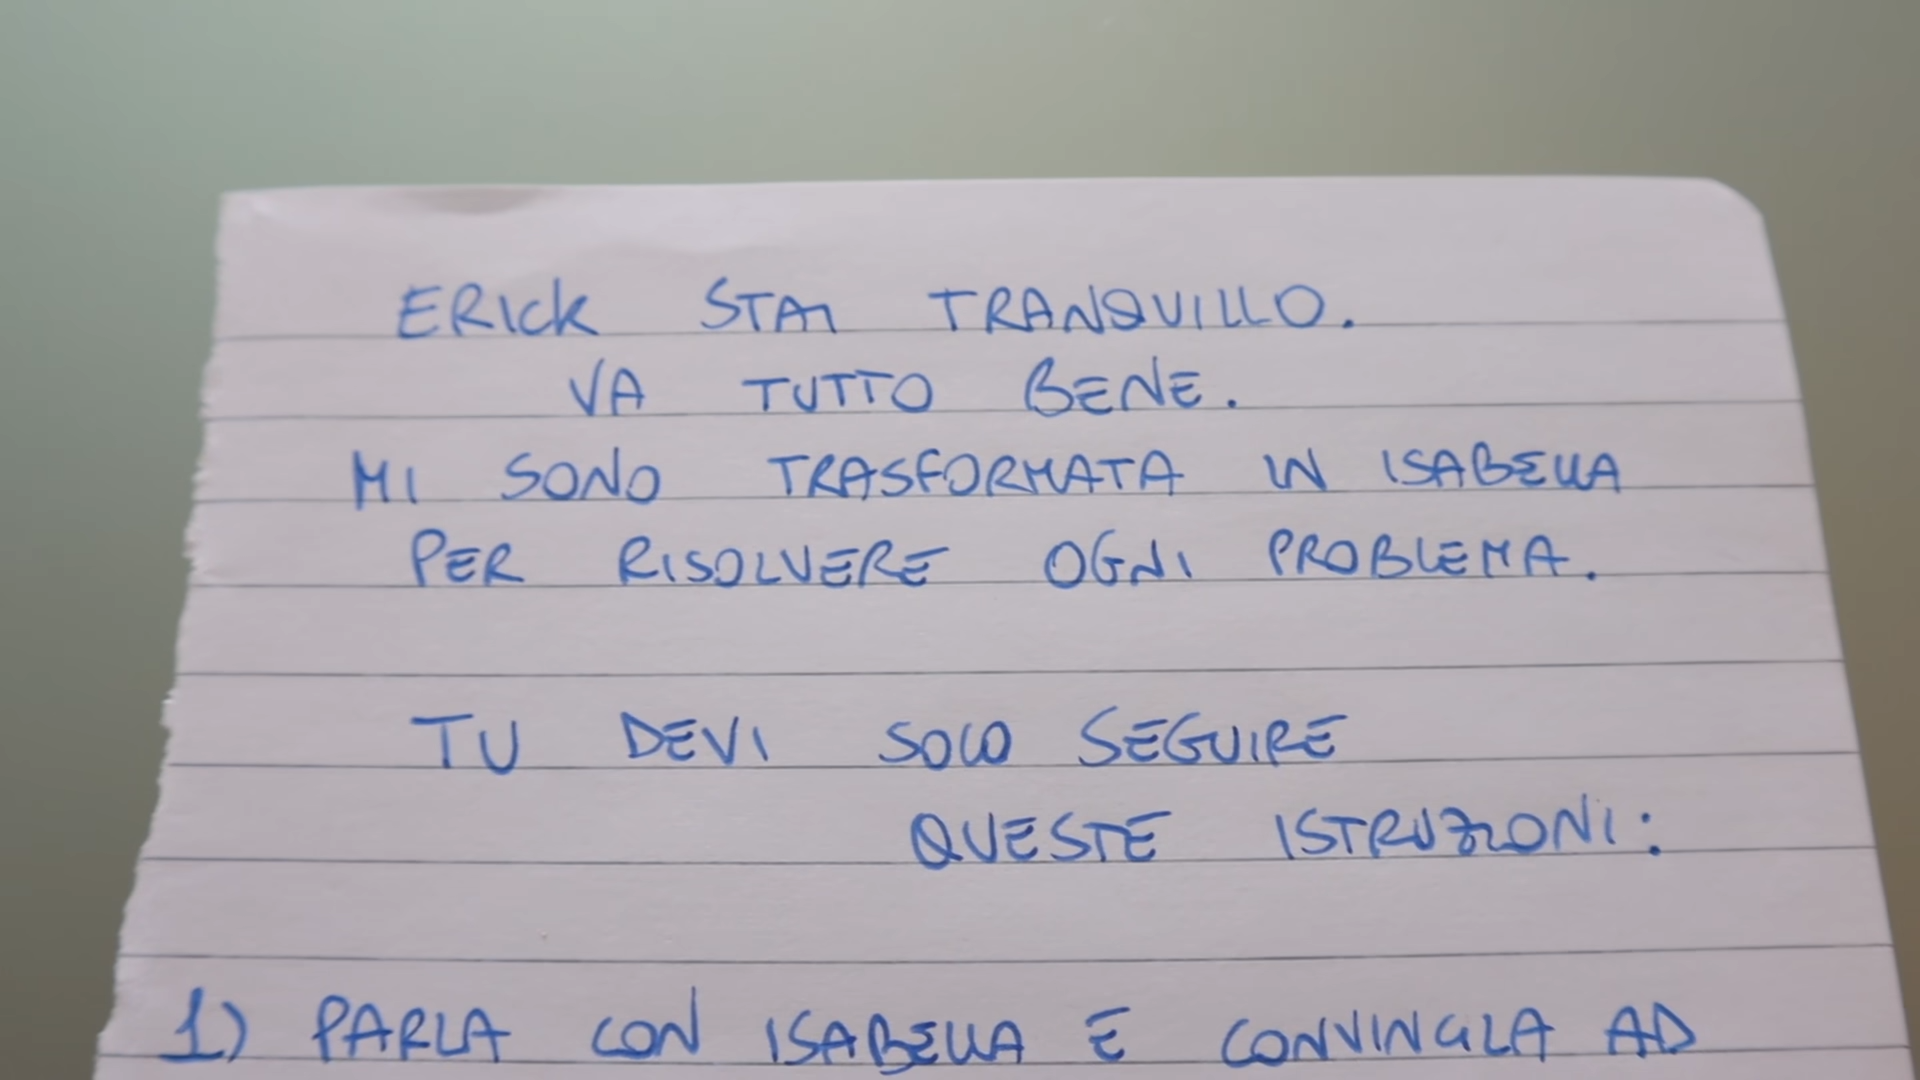 ERICK STAI TRANQUILLO.
VA TUTTO BENE.
MI SONO TRASFORMATA IN ISABELLA
PER RISOLVERE OGNI PROBLEMA.
TU DEVI SOLO SEGUIRE
QUESTE ISTRUZIONI:
1) PARLA CON ISABELLA E CONVINCILA AD